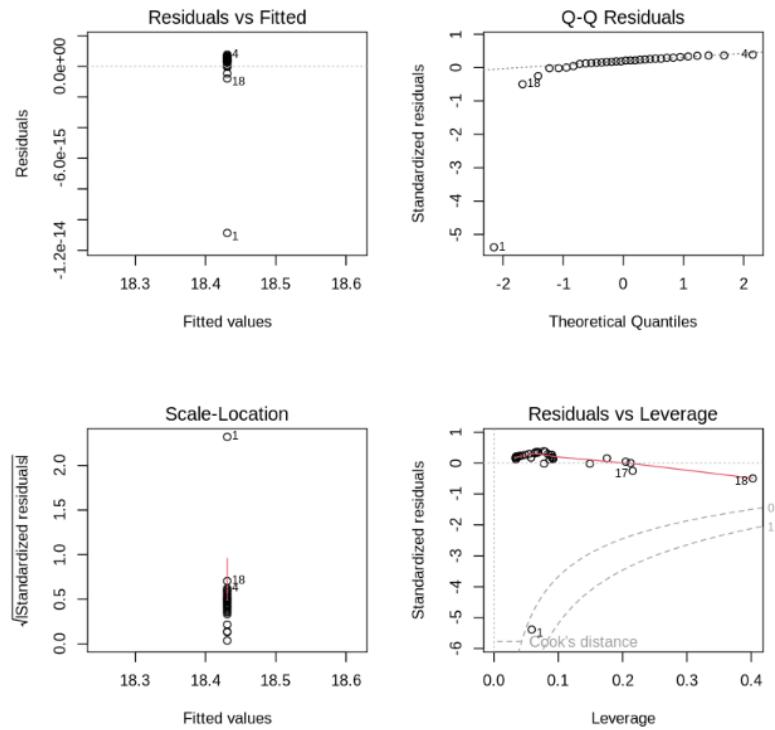 Residuals vs Fitted
Residuals
0.0e+00
-6.0e-15
-1.2e-14
4
18
1
18.3 18.4 18.5 18.6
Fitted values
Q-Q Residuals
Standardized residuals
1
0
-1
-2
-3
-4
-5
4
18
1
-2 -1 0 1 2
Theoretical Quantiles
Scale-Location
√|Standardized residuals|
2.0
1.5
1.0
0.5
0.0
1
18
4
18.3 18.4 18.5 18.6
Fitted values
Residuals vs Leverage
Standardized residuals
1
0
-1
-2
-3
-4
-5
-6
17
18
0
1
1
Cook's distance
0.0 0.1 0.2 0.3 0.4
Leverage